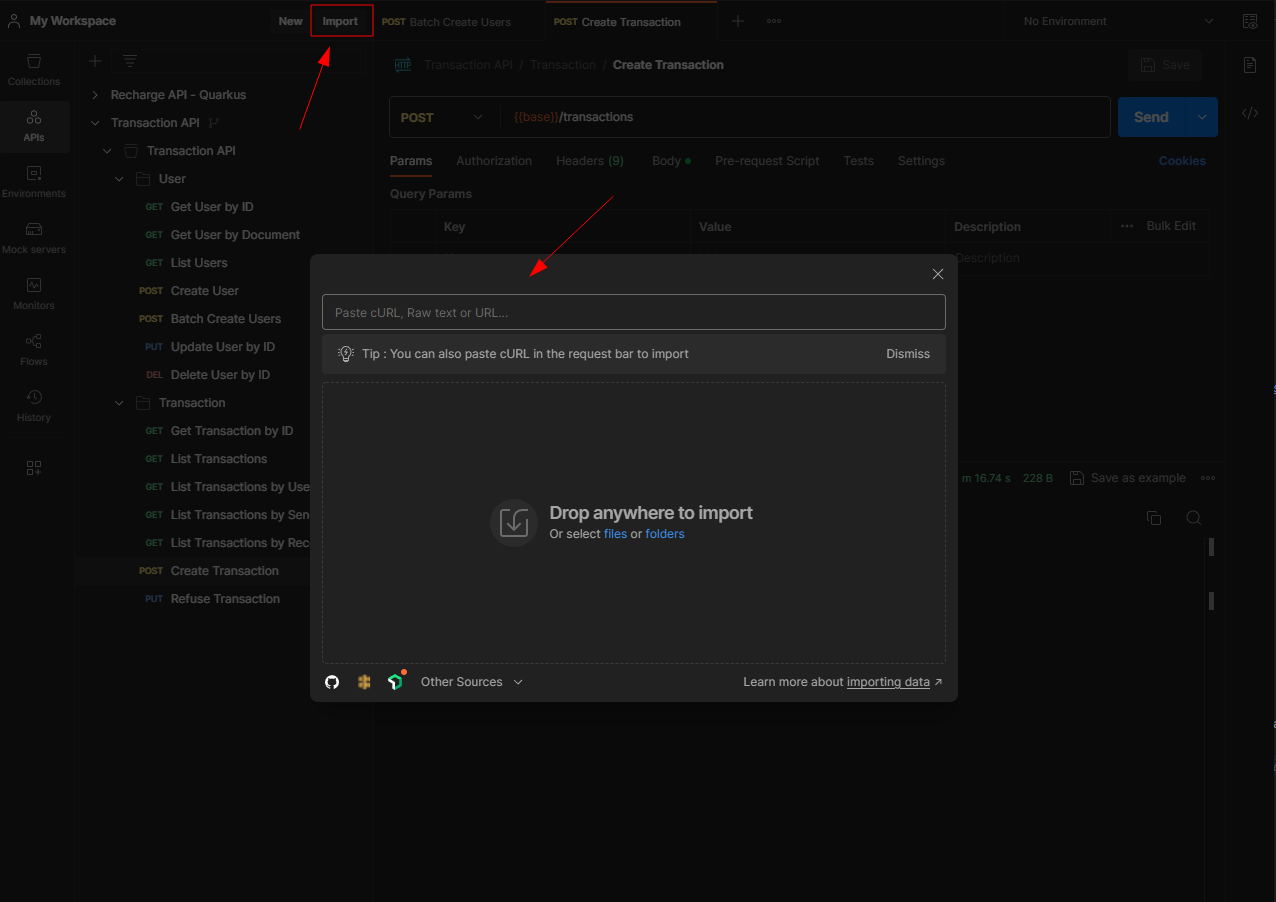 My Workspace
New
Import
POST Batch Create Users
POST Create Transaction
No Environment
Collections
APIs
Environments
Mock servers
Monitors
Flows
History
Recharge API - Quarkus
Transaction API
Transaction API
User
GET Get User by ID
GET Get User by Document
GET List Users
POST Create User
POST Batch Create Users
PUT Update User by ID
DEL Delete User by ID
Transaction
GET Get Transaction by ID
GET List Transactions
GET List Transactions by Use
GET List Transactions by Sen
GET List Transactions by Rec
POST Create Transaction
PUT Refuse Transaction
HTTP Transaction API / Transaction / Create Transaction
Save
POST {{base}}/transactions
Send
Params Authorization Headers (9) Body Pre-request Script Tests Settings Cookies
Query Params
Key Value Description Bulk Edit
Description
Paste cURL, Raw text or URL...
Tip : You can also paste cURL in the request bar to import Dismiss
Drop anywhere to import
Or select files or folders
Other Sources
Learn more about importing data
m 16.74 s 228 B Save as example